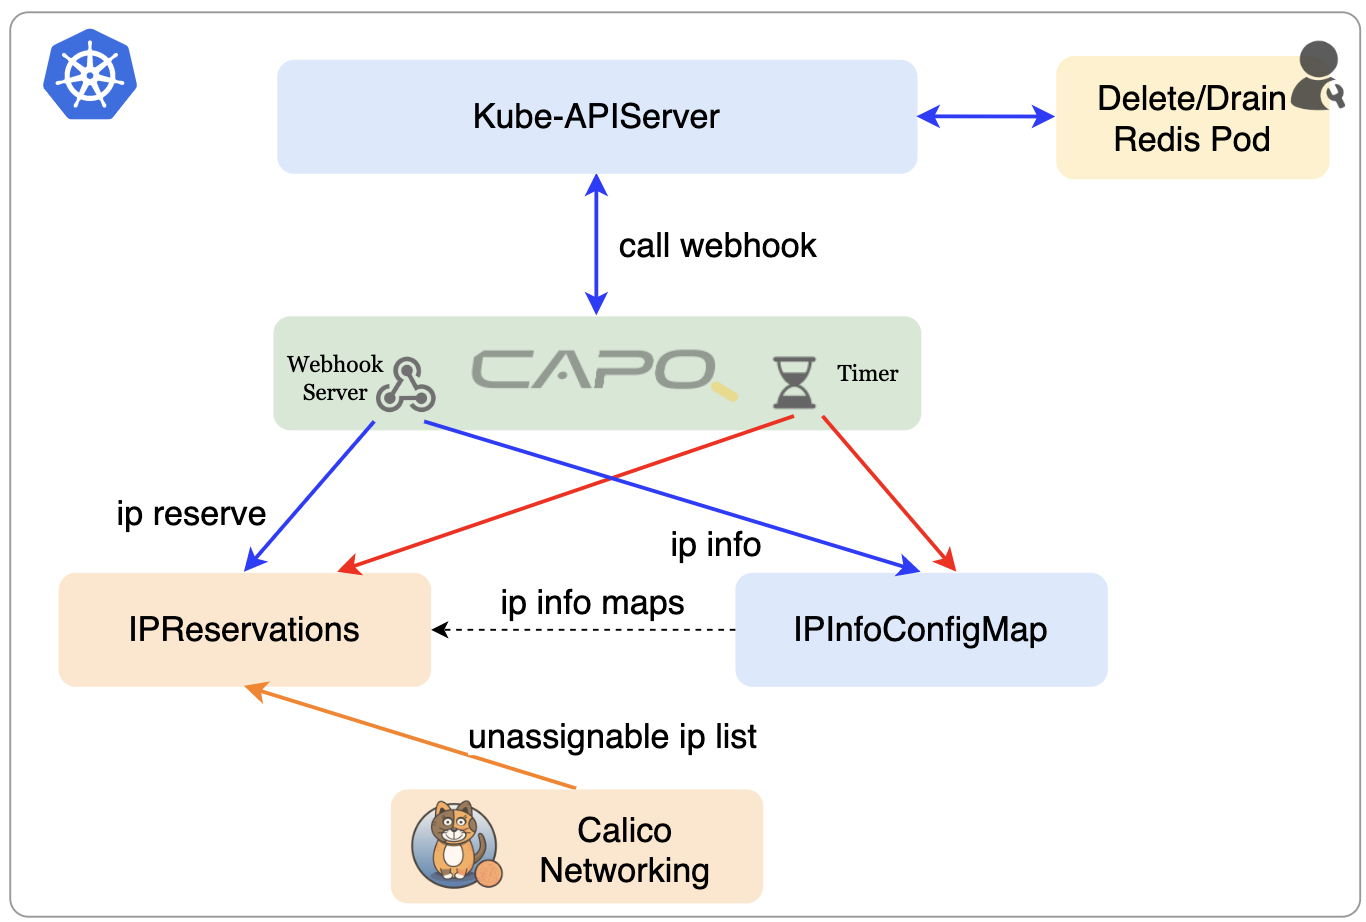 Kube-APIServer
Delete/Drain
Redis Pod
call webhook
Webhook
Server
CAPO
Timer
ip reserve
ip info
ip info maps
IPReservations
IPInfoConfigMap
unassignable ip list
Calico
Networking